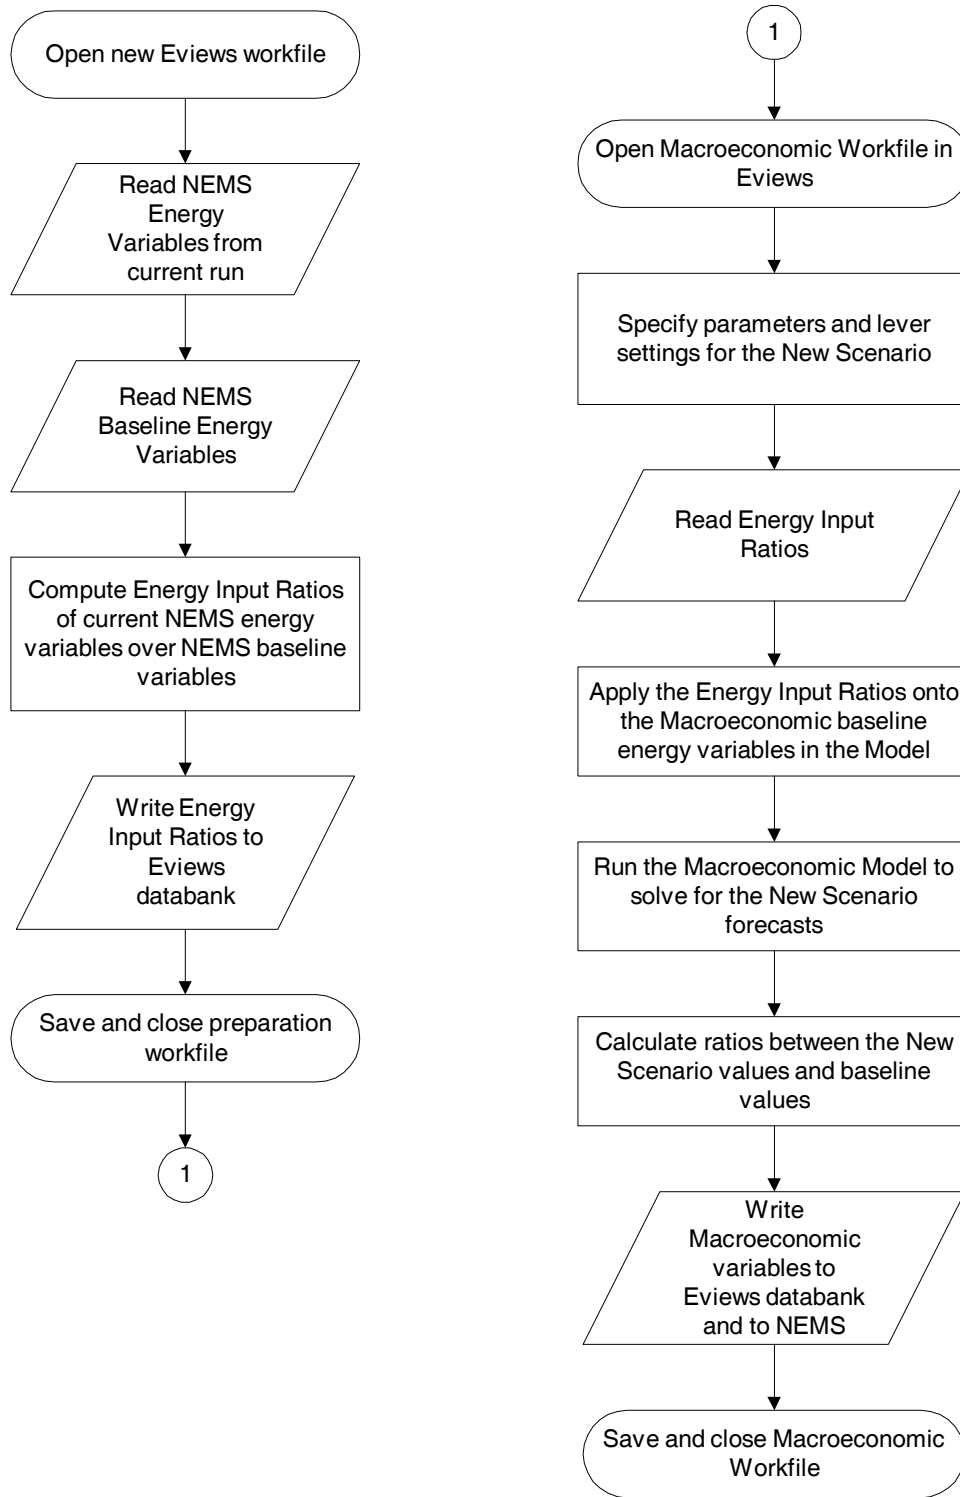 Open new Eviews workfile
Read NEMS
Energy
Variables from
current run
Read NEMS
Baseline Energy
Variables
Compute Energy Input Ratios
of current NEMS energy
variables over NEMS baseline
variables
Write Energy
Input Ratios to
Eviews
databank
Save and close preparation
workfile
1
1
Open Macroeconomic Workfile in
Eviews
Specify parameters and lever
settings for the New Scenario
Read Energy Input
Ratios
Apply the Energy Input Ratios onto
the Macroeconomic baseline
energy variables in the Model
Run the Macroeconomic Model to
solve for the New Scenario
forecasts
Calculate ratios between the New
Scenario values and baseline
values
Write
Macroeconomic
variables to
Eviews databank
and to NEMS
Save and close Macroeconomic
Workfile